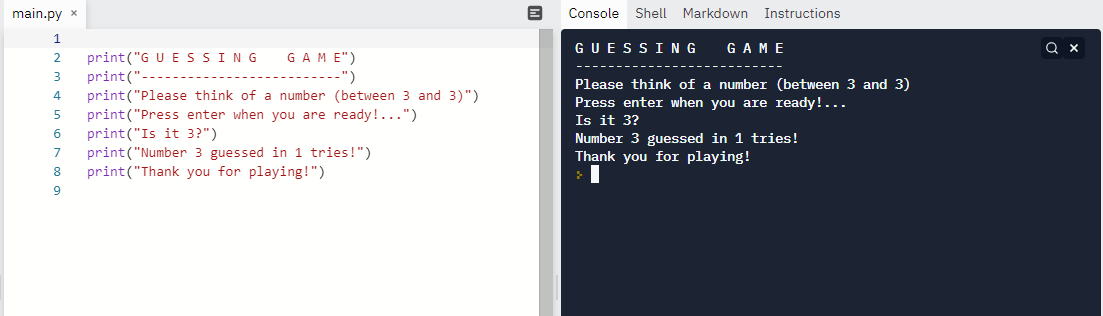 main.py ×
1
2 print("G U E S S I N G    G A M E")
3 print("--------------------------")
4 print("Please think of a number (between 3 and 3)")
5 print("Press enter when you are ready!...")
6 print("Is it 3?")
7 print("Number 3 guessed in 1 tries!")
8 print("Thank you for playing!")
9
Console Shell Markdown Instructions
G U E S S I N G    G A M E
--------------------------
Please think of a number (between 3 and 3)
Press enter when you are ready!...
Is it 3?
Number 3 guessed in 1 tries!
Thank you for playing!